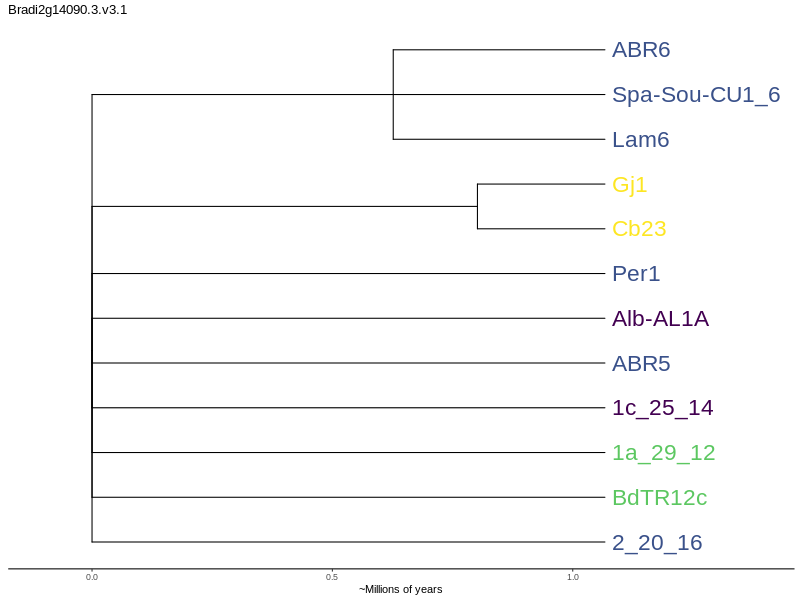 Bradi2g14090.3.v3.1
ABR6
Spa-Sou-CU1_6
Lam6
Gj1
Cb23
Per1
Alb-AL1A
ABR5
1c_25_14
1a_29_12
BdTR12c
2_20_16
0.0 0.5 1.0
~Millions of years